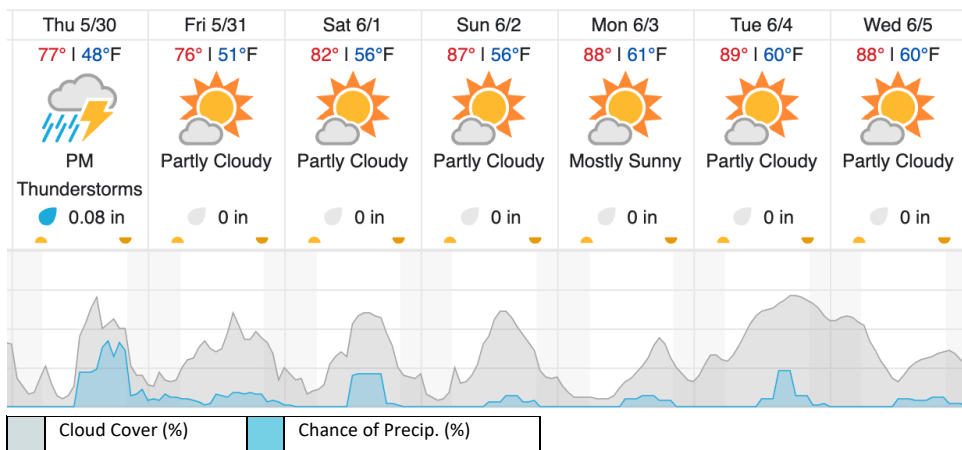 Thu 5/30 Fri 5/31 Sat 6/1 Sun 6/2 Mon 6/3 Tue 6/4 Wed 6/5
77° | 48°F 76° | 51°F 82° | 56°F 87° | 56°F 88° | 61°F 89° | 60°F 88° | 60°F
PM Partly Cloudy Partly Cloudy Partly Cloudy Mostly Sunny Partly Cloudy Partly Cloudy
Thunderstorms
0.08 in 0 in 0 in 0 in 0 in 0 in 0 in
Cloud Cover (%) Chance of Precip. (%)